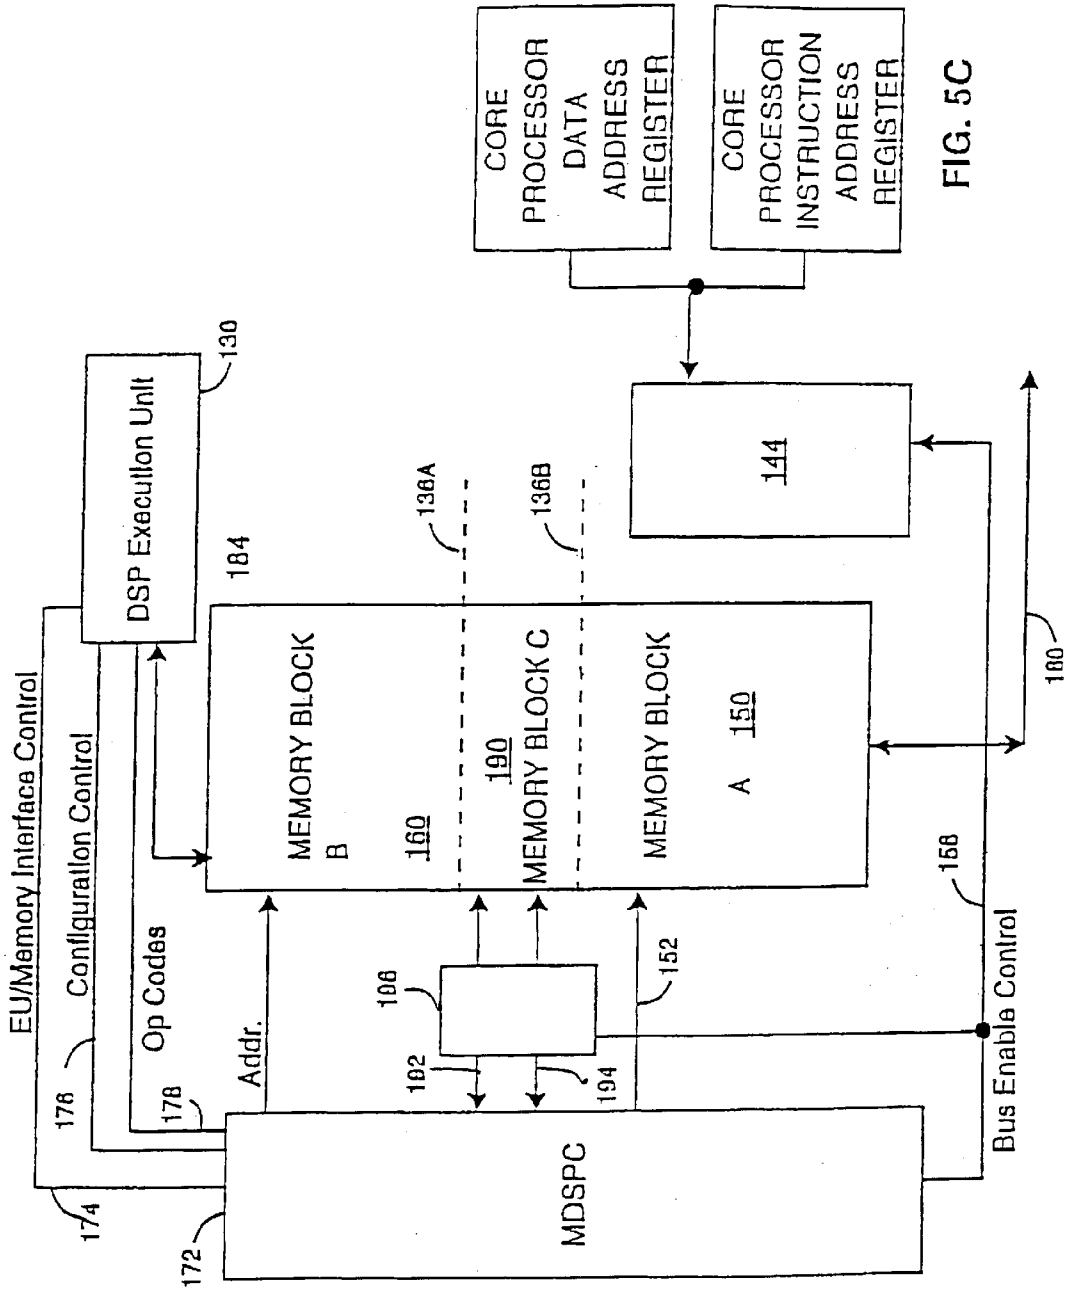 EU/Memory Interface Control
Configuration Control
Op Codes
Addr.
174
176
178
172
MDSPC
DSP Execution Unit
130
184
MEMORY BLOCK
B
160
190
MEMORY BLOCK C
MEMORY BLOCK
A
150
136A
136B
196
192
194
152
144
158
180
Bus Enable Control
CORE
PROCESSOR
DATA
ADDRESS
REGISTER
CORE
PROCESSOR
INSTRUCTION
ADDRESS
REGISTER
FIG. 5C